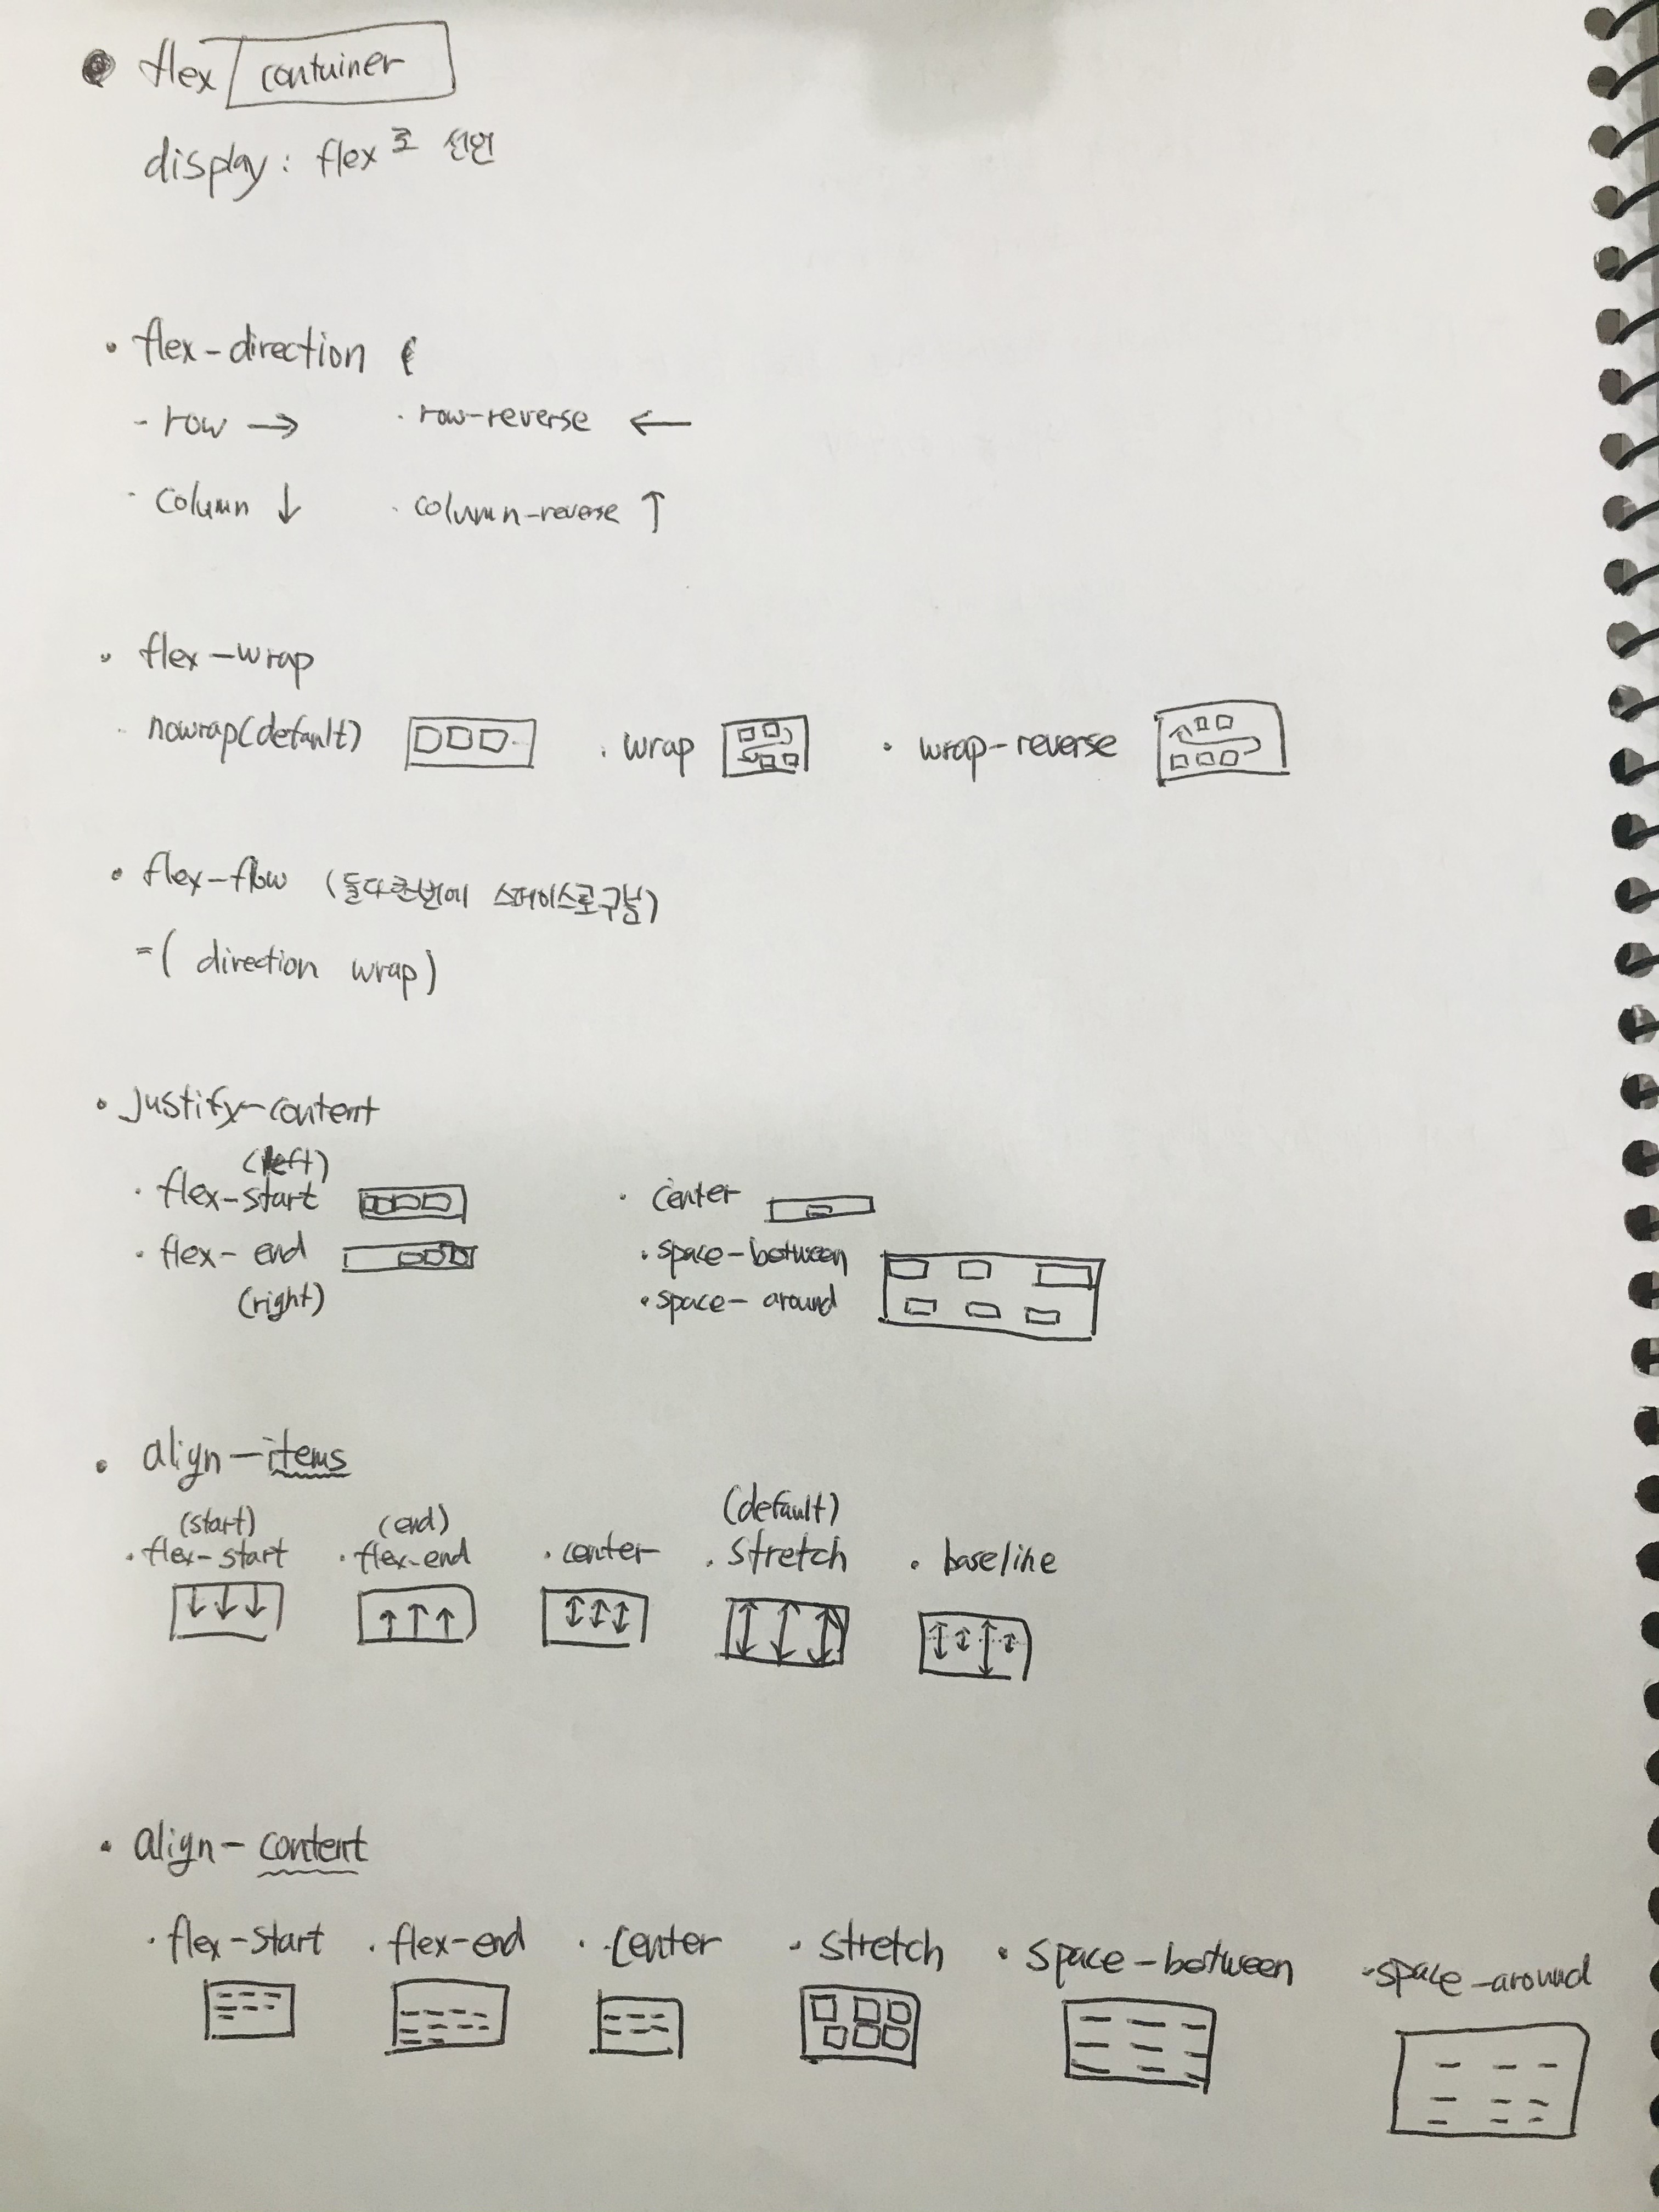 flex container
display: flex로 선언
• flex-direction
- row → · row-reverse ←
· column ↓ · column-reverse ↑
• flex-wrap
· nowrap(default) · wrap • wrap-reverse
• flex-flow (둘다 한번에 스페이스로 구분)
=( direction wrap)
• justify-content
(left)
· flex-start · center
· flex-end • space-between
(right) • space-around
• align-items
(start) (end) (default)
• flex-start • flex-end • center • stretch • baseline
• align-content
• flex-start • flex-end • center • stretch • space-between • space-around